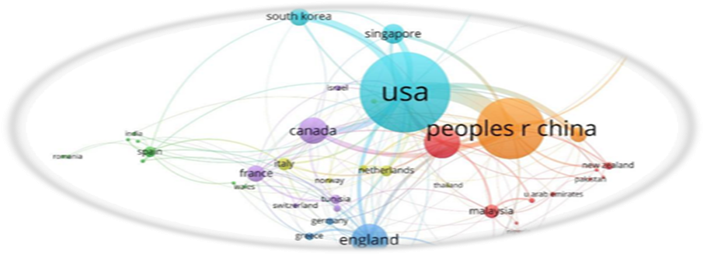 south korea
singapore
israel
usa
canada
peoples r china
india
romania
spain
italy
france
netherlands
new zealand
norway
thailand
pakistan
wales
u arab emirates
tunisia
switzerland
malaysia
germany
greece
england